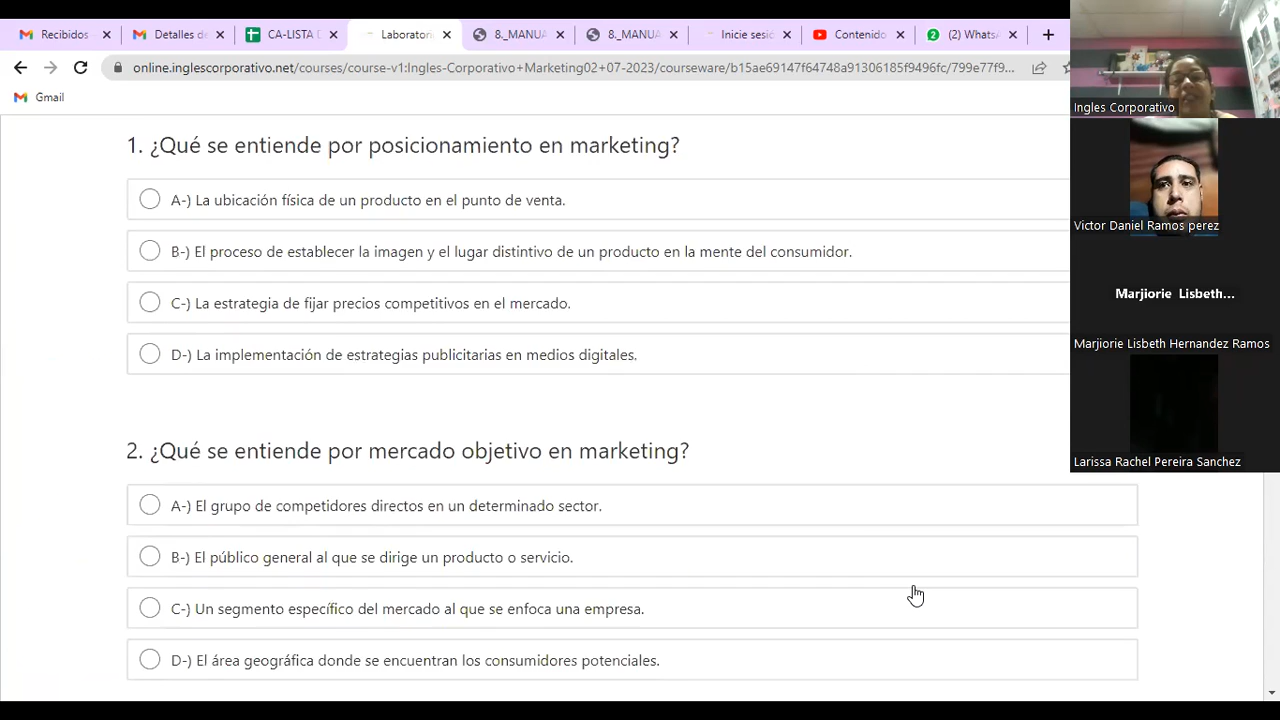 Recibidos
Detalles de
CA-LISTA
Laborator
8._MANUA
8._MANUA
Inicie sesi
Contenido
(2) Whats
online.inglescorporativo.net/courses/course-v1:Ingles-Corporativo+Marketing02+07-2023/courseware/b15ae69147f64748a91306185f9496fc/799e77f9...
Gmail
1. ¿Qué se entiende por posicionamiento en marketing?
A-) La ubicación física de un producto en el punto de venta.
B-) El proceso de establecer la imagen y el lugar distintivo de un producto en la mente del consumidor.
C-) La estrategia de fijar precios competitivos en el mercado.
D-) La implementación de estrategias publicitarias en medios digitales.
2. ¿Qué se entiende por mercado objetivo en marketing?
A-) El grupo de competidores directos en un determinado sector.
B-) El público general al que se dirige un producto o servicio.
C-) Un segmento específico del mercado al que se enfoca una empresa.
D-) El área geográfica donde se encuentran los consumidores potenciales.
Ingles Corporativo
Victor Daniel Ramos perez
Marjiorie Lisbeth...
Marjiorie Lisbeth Hernandez Ramos
Larissa Rachel Pereira Sanchez